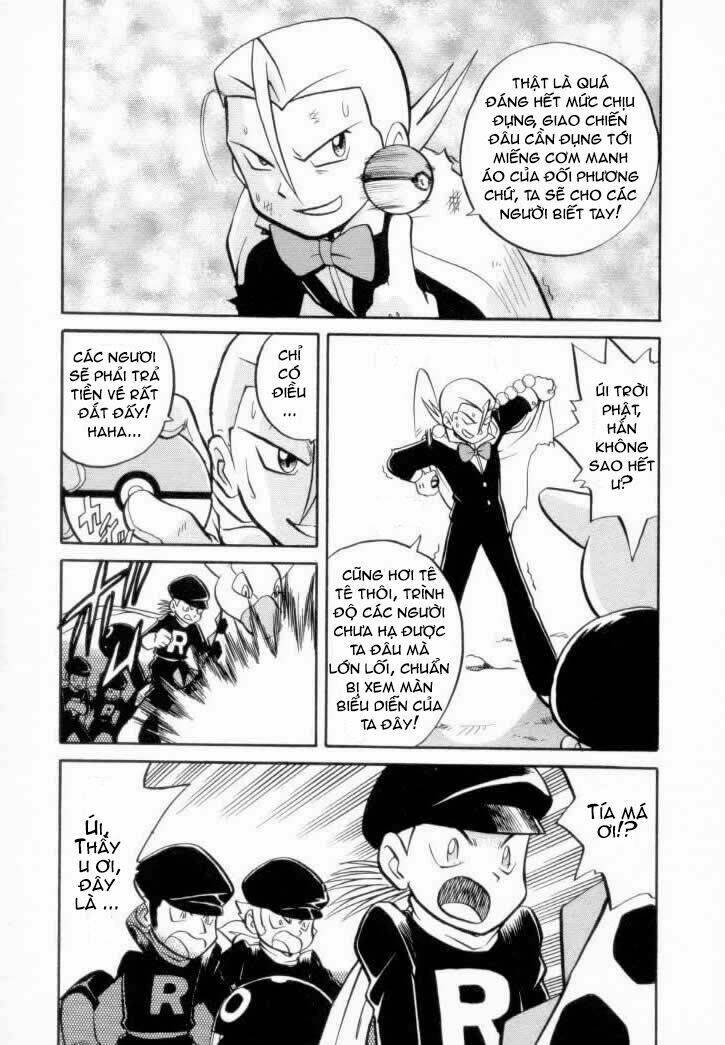 THẬT LÀ QUÁ
ĐÁNG HẾT MỨC CHỊU
ĐỰNG, GIAO CHIẾN
ĐÂU CẦN ĐỤNG TỚI
MIẾNG CƠM MANH
ÁO CỦA ĐỐI PHƯƠNG
CHỨ, TA SẼ CHO CÁC
NGƯỜI BIẾT TAY!
ÚI TRỜI
PHẬT,
HẮN
KHÔNG
SAO HẾT
Ư?
CŨNG HƠI TÊ
TÊ THÔI, TRÌNH
ĐỘ CÁC NGƯỜI
CHƯA HẠ ĐƯỢC
TA ĐÂU MÀ
LỚN LỐI, CHUẨN
BỊ XEM MÀN
BIỂU DIỄN CỦA
TA ĐÂY!
CHỈ
CÓ
ĐIỀU
...
CÁC NGƯƠI
SẼ PHẢI TRẢ
TIỀN VÉ RẤT
ĐẮT ĐẤY!
HAHA...
R
TÍA MÁ
ƠI!?
ÚI,
THẦY
U ƠI,
ĐÂY
LÀ ...
R
R